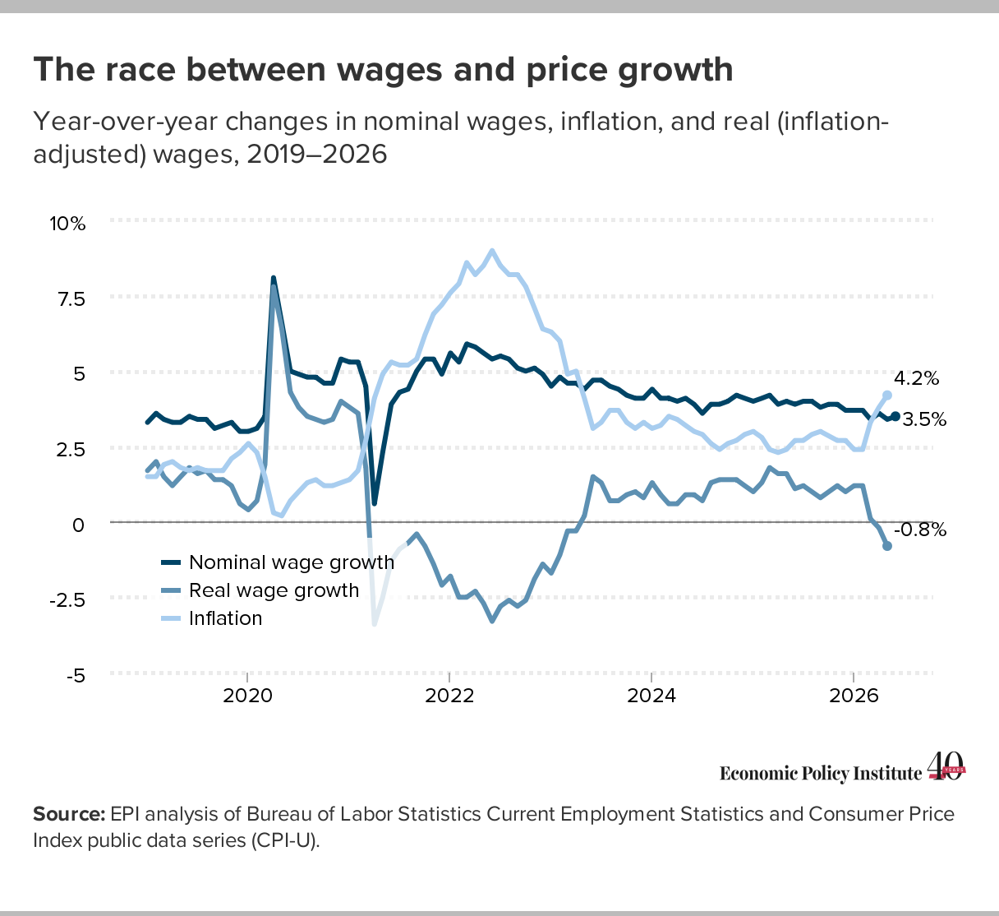 The race between wages and price growth
Year-over-year changes in nominal wages, inflation, and real (inflation-
adjusted) wages, 2019–2026
10%
7.5
5
4.2%
3.5%
2.5
0
-0.8%
Nominal wage growth
Real wage growth
-2.5
Inflation
-5
2020 2022 2024 2026
Economic Policy Institute 40 YEARS
Source: EPI analysis of Bureau of Labor Statistics Current Employment Statistics and Consumer Price
Index public data series (CPI-U).